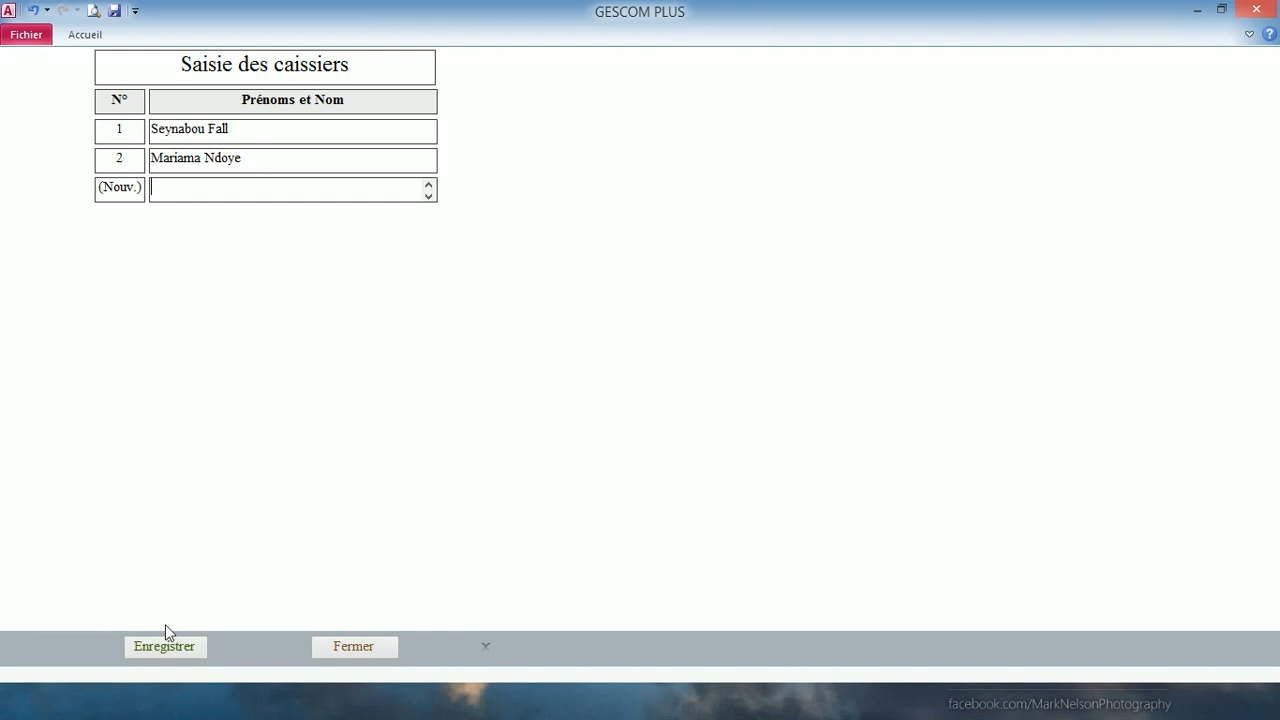 GESCOM PLUS
Fichier Accueil
Saisie des caissiers
N° Prénoms et Nom
1 Seynabou Fall
2 Mariama Ndoye
(Nouv.)
Enregistrer Fermer
facebook.com/MarkNelsonPhotography